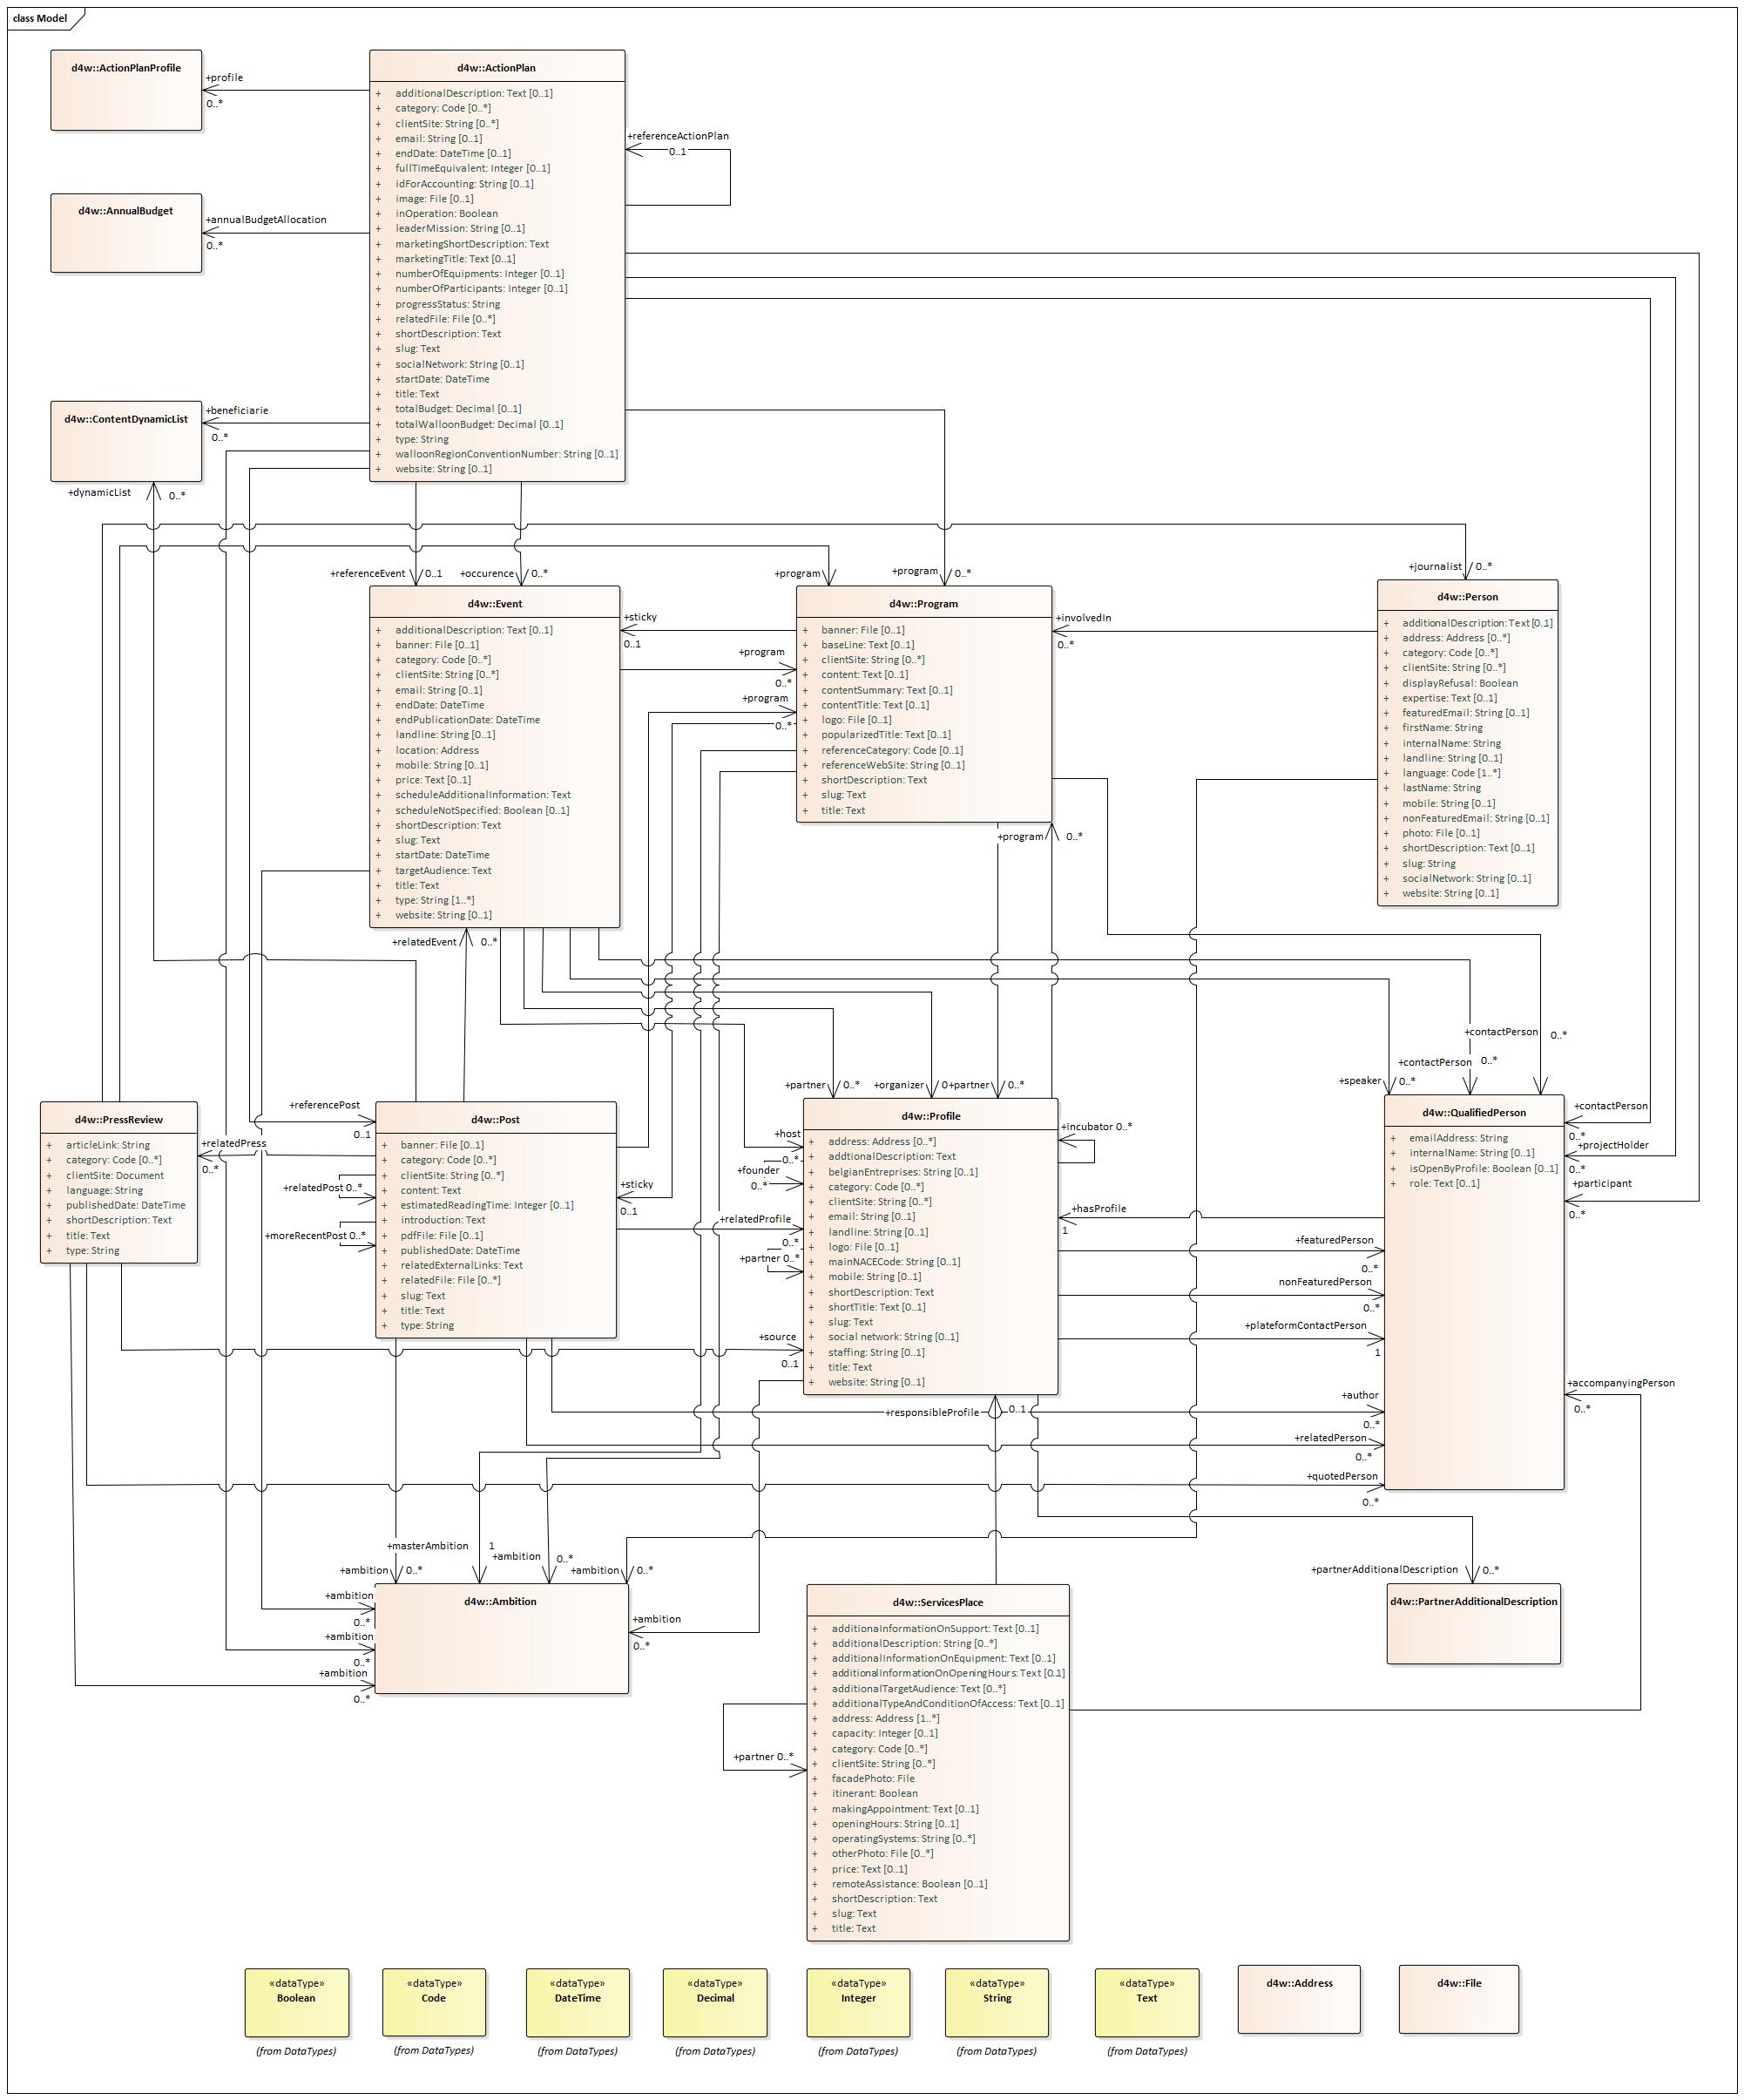 class Model
d4w::ActionPlanProfile
+profile
0..*
d4w::ActionPlan
+ additionalDescription: Text [0..1]
+ category: Code [0..*]
+ clientSite: String [0..*]
+ email: String [0..1]
+ endDate: DateTime [0..1]
+ fullTimeEquivalent: Integer [0..1]
+ idForAccounting: String [0..1]
+ image: File [0..1]
+ inOperation: Boolean
+ leaderMission: String [0..1]
+ marketingShortDescription: Text
+ marketingTitle: Text [0..1]
+ numberOfEquipments: Integer [0..1]
+ numberOfParticipants: Integer [0..1]
+ progressStatus: String
+ relatedFile: File [0..*]
+ shortDescription: Text
+ slug: Text
+ socialNetwork: String [0..1]
+ startDate: DateTime
+ title: Text
+ totalBudget: Decimal [0..1]
+ totalWalloonBudget: Decimal [0..1]
+ type: String
+ walloonRegionConventionNumber: String [0..1]
+ website: String [0..1]
+referenceActionPlan
0..1
d4w::AnnualBudget
+annualBudgetAllocation
0..*
d4w::ContentDynamicList
+beneficiarie
0..*
+dynamicList
0..*
+referenceEvent
0..1
+occurence
0..*
+program
+program
0..*
+journalist
0..*
d4w::Event
+ additionalDescription: Text [0..1]
+ banner: File [0..1]
+ category: Code [0..*]
+ clientSite: String [0..*]
+ email: String [0..1]
+ endDate: DateTime
+ endPublicationDate: DateTime
+ landline: String [0..1]
+ location: Address
+ mobile: String [0..1]
+ price: Text [0..1]
+ scheduleAdditionalInformation: Text
+ scheduleNotSpecified: Boolean [0..1]
+ shortDescription: Text
+ slug: Text
+ startDate: DateTime
+ targetAudience: Text
+ title: Text
+ type: String [1..*]
+ website: String [0..1]
+sticky
0..1
+program
0..*
+program
0..*
d4w::Program
+ banner: File [0..1]
+ baseLine: Text [0..1]
+ clientSite: String [0..*]
+ content: Text [0..1]
+ contentSummary: Text [0..1]
+ contentTitle: Text [0..1]
+ logo: File [0..1]
+ popularizedTitle: Text [0..1]
+ referenceCategory: Code [0..1]
+ referenceWebSite: String [0..1]
+ shortDescription: Text
+ slug: Text
+ title: Text
+involvedIn
0..*
+program
0..*
d4w::Person
+ additionalDescription: Text [0..1]
+ address: Address [0..*]
+ category: Code [0..*]
+ clientSite: String [0..*]
+ displayRefusal: Boolean
+ expertise: Text [0..1]
+ featuredEmail: String [0..1]
+ firstName: String
+ internalName: String
+ landline: String [0..1]
+ language: Code [1..*]
+ lastName: String
+ mobile: String [0..1]
+ nonFeaturedEmail: String [0..1]
+ photo: File [0..1]
+ shortDescription: Text [0..1]
+ slug: String
+ socialNetwork: String [0..1]
+ website: String [0..1]
+relatedEvent
0..*
+contactPerson
0..*
+contactPerson
0..*
+speaker
0..*
+partner
0..*
+organizer
0
+partner
0..*
d4w::PressReview
+ articleLink: String
+ category: Code [0..*]
+ clientSite: Document
+ language: String
+ publishedDate: DateTime
+ shortDescription: Text
+ title: Text
+ type: String
+referencePost
0..1
+relatedPress
0..*
+relatedPost 0..*
+moreRecentPost 0..*
d4w::Post
+ banner: File [0..1]
+ category: Code [0..*]
+ clientSite: String [0..*]
+ content: Text
+ estimatedReadingTime: Integer [0..1]
+ introduction: Text
+ pdfFile: File [0..1]
+ publishedDate: DateTime
+ relatedExternalLinks: Text
+ relatedFile: File [0..*]
+ slug: Text
+ title: Text
+ type: String
+sticky
0..1
+host
0..*
+founder
0..*
+relatedProfile
0..*
+partner 0..*
+source
0..1
d4w::Profile
+ address: Address [0..*]
+ addtionalDescription: Text
+ belgianEntreprises: String [0..1]
+ category: Code [0..*]
+ clientSite: String [0..*]
+ email: String [0..1]
+ landline: String [0..1]
+ logo: File [0..1]
+ mainNACECode: String [0..1]
+ mobile: String [0..1]
+ shortDescription: Text
+ shortTitle: Text [0..1]
+ slug: Text
+ social network: String [0..1]
+ staffing: String [0..1]
+ title: Text
+ website: String [0..1]
+incubator 0..*
+hasProfile
1
+featuredPerson
0..*
+nonFeaturedPerson
0..*
+plateformContactPerson
1
+responsibleProfile
0..1
+author
0..*
+relatedPerson
0..*
+quotedPerson
0..*
d4w::QualifiedPerson
+ emailAddress: String
+ internalName: String [0..1]
+ isOpenByProfile: Boolean [0..1]
+ role: Text [0..1]
+contactPerson
0..*
+projectHolder
0..*
+participant
0..*
+accompanyingPerson
0..*
+masterAmbition
1
+ambition
0..*
+ambition
0..*
+ambition
0..*
+ambition
0..*
+ambition
0..*
+ambition
0..*
+ambition
0..*
d4w::Ambition
+partnerAdditionalDescription
0..*
d4w::PartnerAdditionalDescription
d4w::ServicesPlace
+ additionaInformationOnSupport: Text [0..1]
+ additionalDescription: String [0..*]
+ additionalInformationOnEquipment: Text [0..1]
+ additionalInformationOnOpeningHours: Text [0..1]
+ additionalTargetAudience: Text [0..*]
+ additionalTypeAndConditionOfAccess: Text [0..1]
+ address: Address [1..*]
+ capacity: Integer [0..1]
+ category: Code [0..*]
+ clientSite: String [0..*]
+ facadePhoto: File
+ itinerant: Boolean
+ makingAppointment: Text [0..1]
+ openingHours: String [0..1]
+ operatingSystems: String [0..*]
+ otherPhoto: File [0..*]
+ price: Text [0..1]
+ remoteAssistance: Boolean [0..1]
+ shortDescription: Text
+ slug: Text
+ title: Text
+partner 0..*
«dataType»
Boolean
(from DataTypes)
«dataType»
Code
(from DataTypes)
«dataType»
DateTime
(from DataTypes)
«dataType»
Decimal
(from DataTypes)
«dataType»
Integer
(from DataTypes)
«dataType»
String
(from DataTypes)
«dataType»
Text
(from DataTypes)
d4w::Address
d4w::File